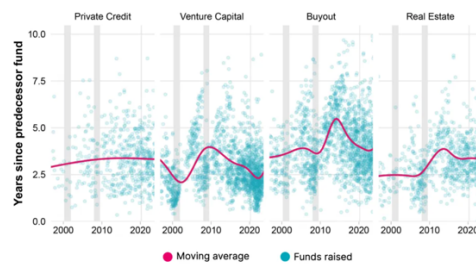 Private Credit Venture Capital Buyout Real Estate
Years since predecessor fund
10.0
7.5
5.0
2.5
0.0
2000 2010 2020 2000 2010 2020 2000 2010 2020 2000 2010 2020
Moving average Funds raised